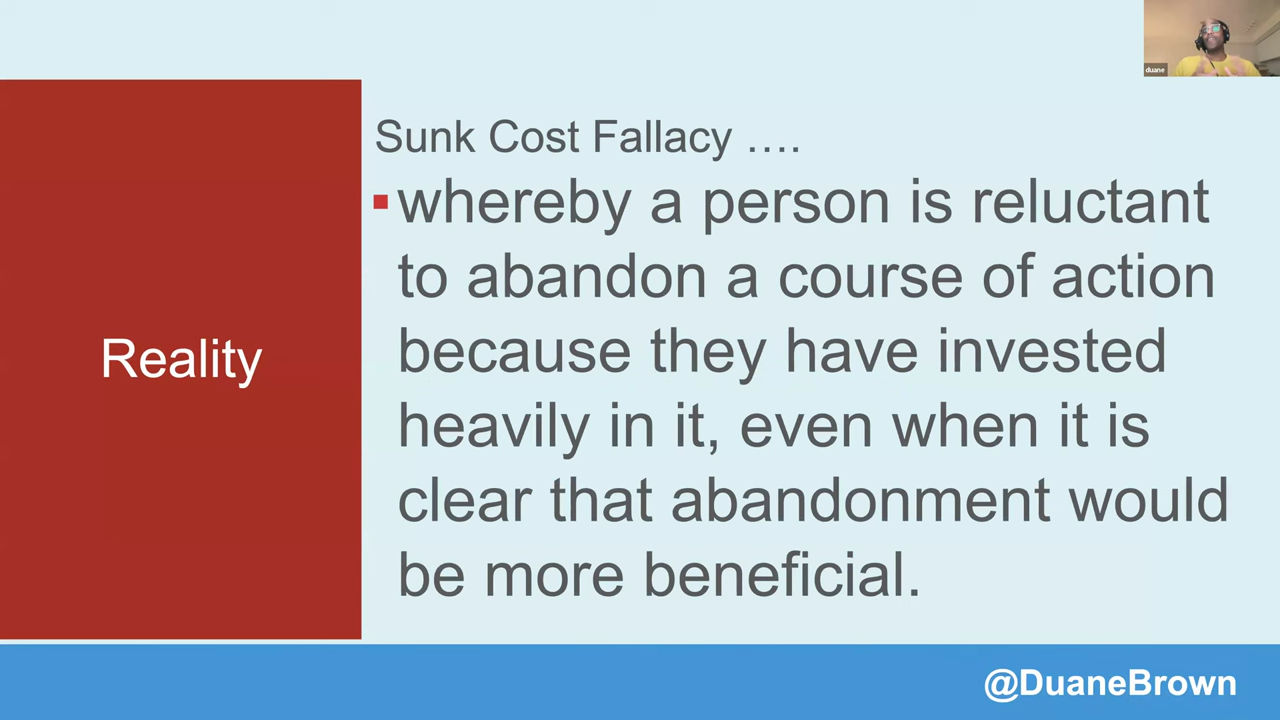 duane
Sunk Cost Fallacy ....
▪whereby a person is reluctant
to abandon a course of action
because they have invested
heavily in it, even when it is
clear that abandonment would
be more beneficial.
Reality
@DuaneBrown